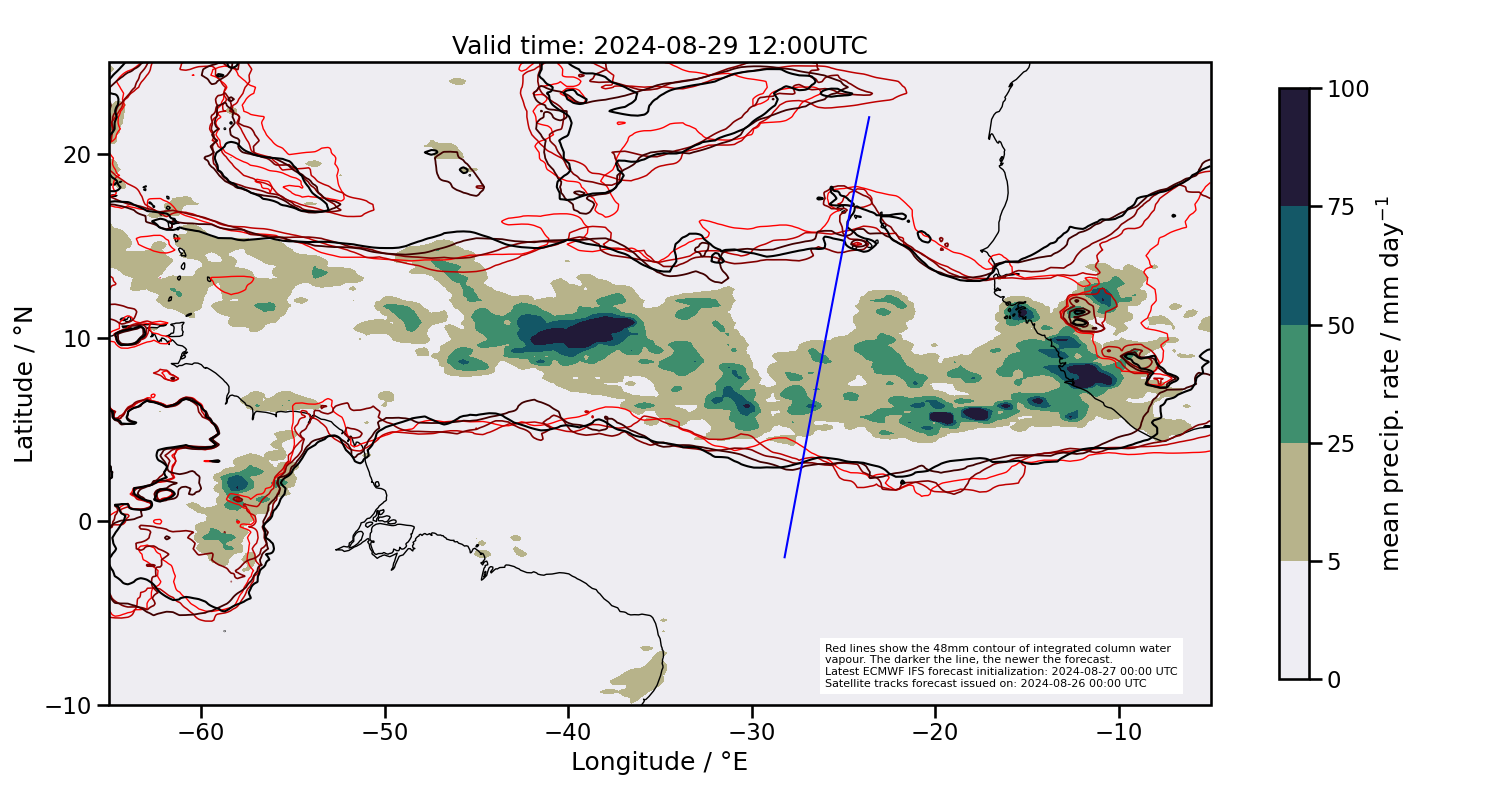 Valid time: 2024-08-29 12:00UTC
Latitude / °N
20
10
0
−10
−60
−50
−40
−30
−20
−10
Longitude / °E
Red lines show the 48mm contour of integrated column water
vapour. The darker the line, the newer the forecast.
Latest ECMWF IFS forecast initialization: 2024-08-27 00:00 UTC
Satellite tracks forecast issued on: 2024-08-26 00:00 UTC
100
75
50
25
5
0
mean precip. rate / mm day⁻¹